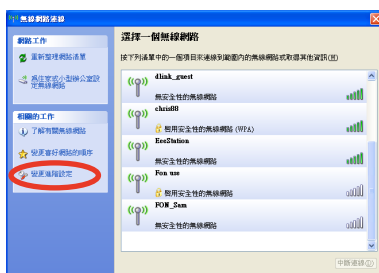 無線網路連線
網路工作
重新整理網路清單
為住家或小型辦公室設
定無線網路
相關的工作
了解有關無線網路
變更喜好網路的順序
變更進階設定
選擇一個無線網路
按下列清單中的一個項目來連線到範圍內的無線網路或取得其他資訊(H)
dlink_guest
無安全性的無線網路
chris88
啟用安全性的無線網路 (WPA)
EeeStation
無安全性的無線網路
Fon use
啟用安全性的無線網路
FON_Sam
無安全性的無線網路
中斷連線(C)